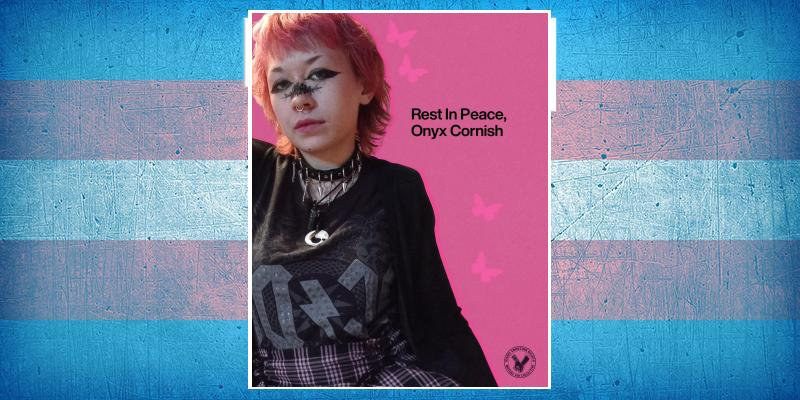 Rest In Peace,
Onyx Cornish